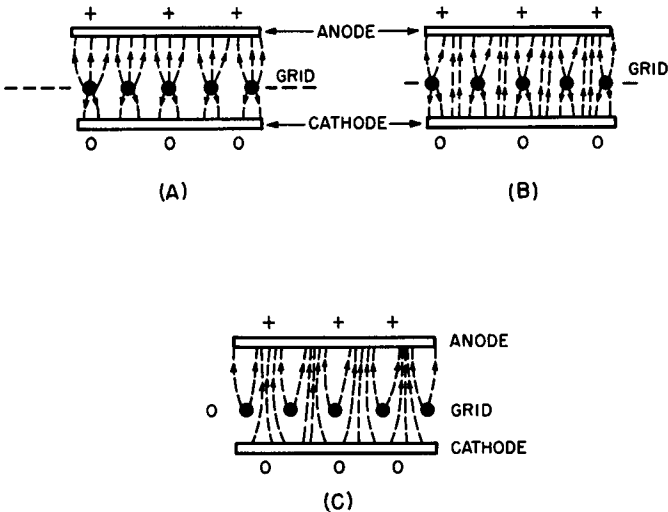 + + +
ANODE
GRID
CATHODE
0 0 0
(A)
+ + +
GRID
0 0 0
(B)
+ + +
ANODE
0
GRID
CATHODE
0 0 0
(C)